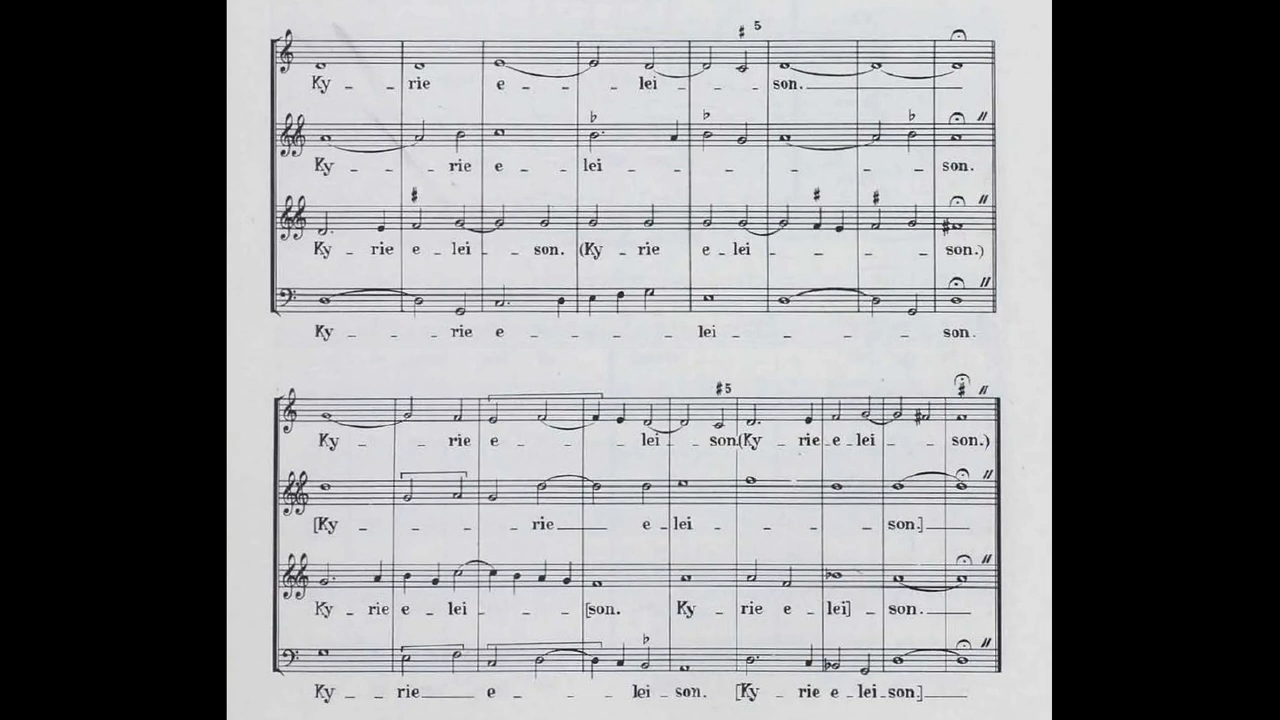 5
Ky - - rie e - - - lei - - - son.
Ky - - - rie e - lei - - - - - - - - son.
Ky - rie e - lei - - son. (Ky - rie e - lei - - - - - son.)
Ky - - - rie e - - - - lei - - - - - son.
5
Ky - - - rie e - - - lei - - son.(Ky - rie - e - lei - - son.)
[Ky - - - - - rie e - lei - - - - son.]
Ky - rie e - lei - - - [son. Ky - rie e - lei] - son.
Ky - - rie e - - - lei - son. [Ky - rie e - lei - son.]